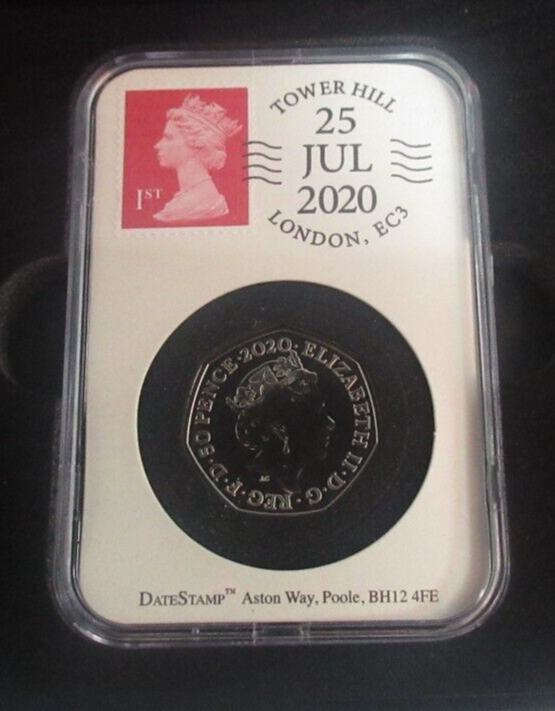 1ST
TOWER HILL
25
JUL
2020
LONDON, EC3
ELIZABETH II · D · G · REG · F · D · 50 PENCE · 2020 ·
DATESTAMP™ Aston Way, Poole, BH12 4FE